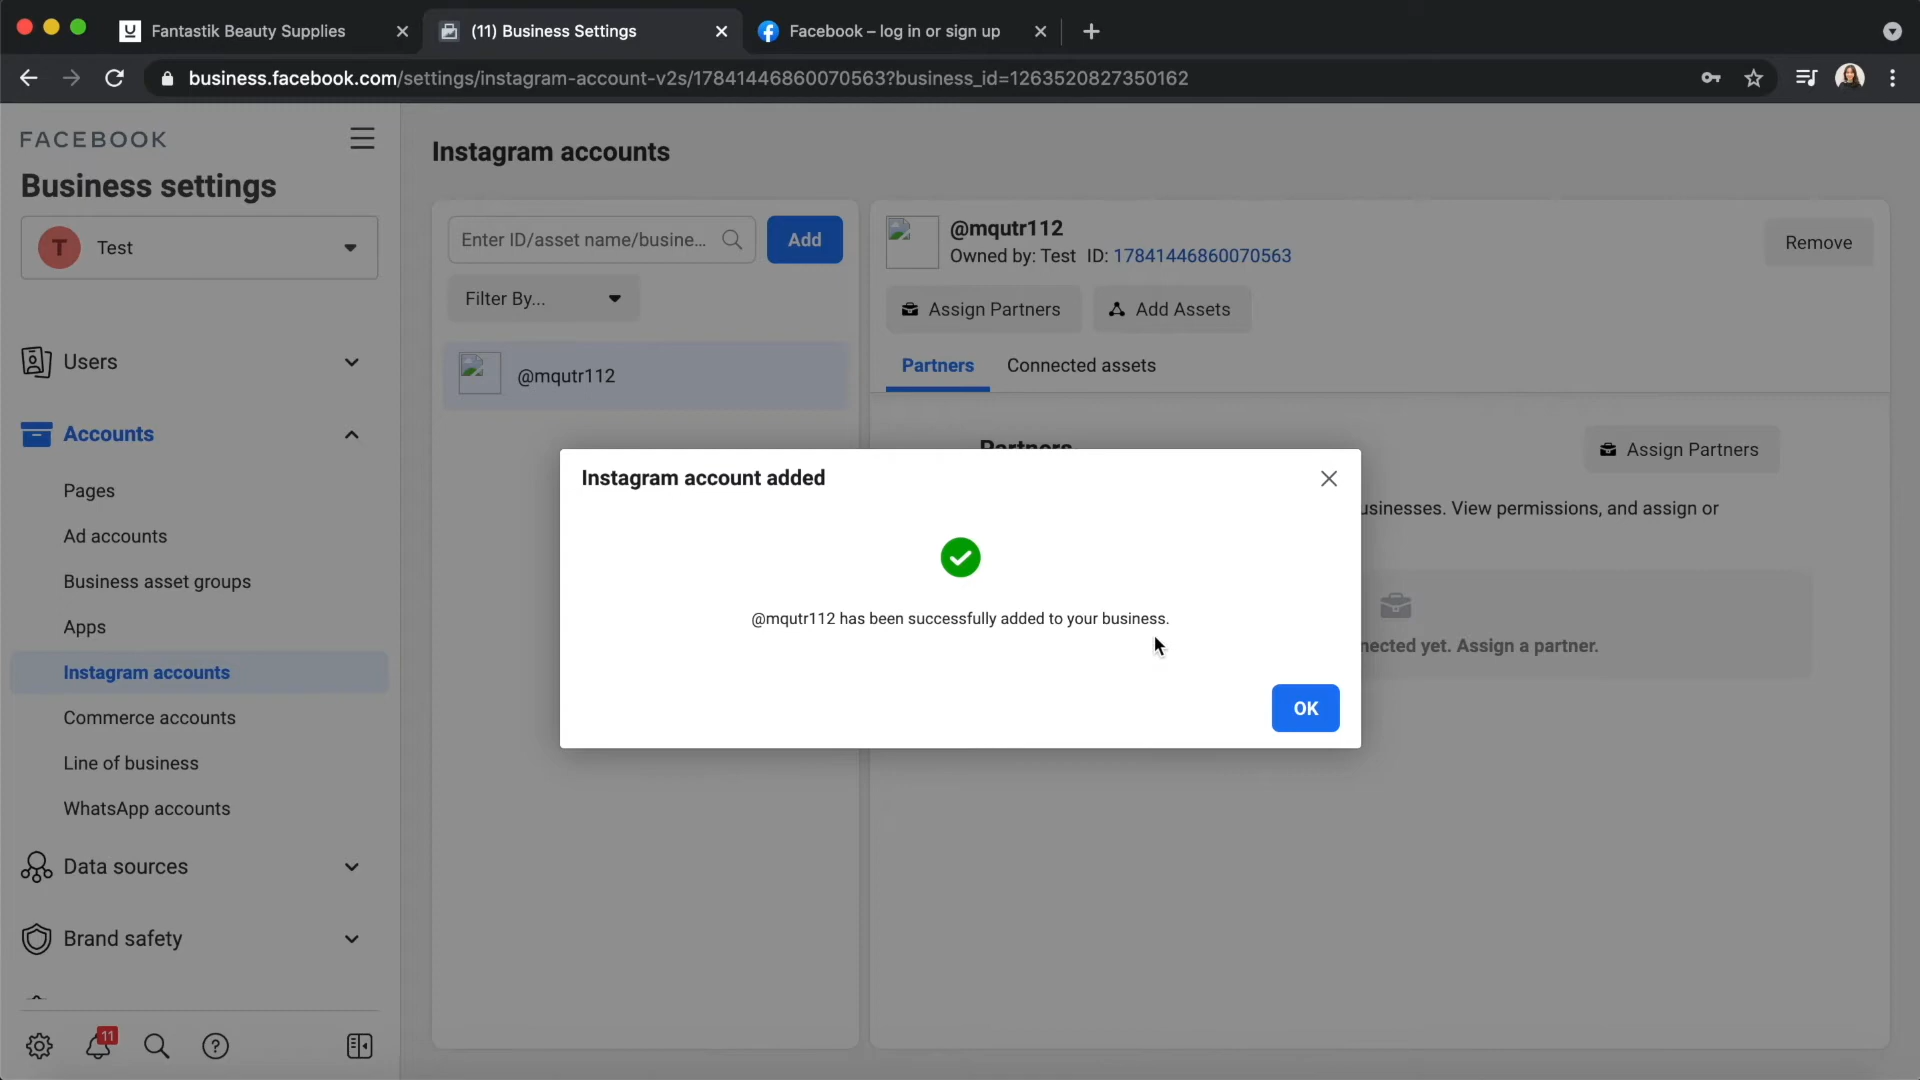 Fantastik Beauty Supplies
(11) Business Settings
Facebook – log in or sign up
business.facebook.com/settings/instagram-account-v2s/17841446860070563?business_id=1263520827350162
FACEBOOK
Business settings
T
Test
Users
Accounts
Pages
Ad accounts
Business asset groups
Apps
Instagram accounts
Commerce accounts
Line of business
WhatsApp accounts
Data sources
Brand safety
11
Instagram accounts
Enter ID/asset name/busine...
Add
Filter By...
@mqutr112
@mqutr112
Owned by: Test ID: 17841446860070563
Remove
Assign Partners
Add Assets
Partners
Connected assets
Partners
Assign Partners
usinesses. View permissions, and assign or
nected yet. Assign a partner.
Instagram account added
@mqutr112 has been successfully added to your business.
OK